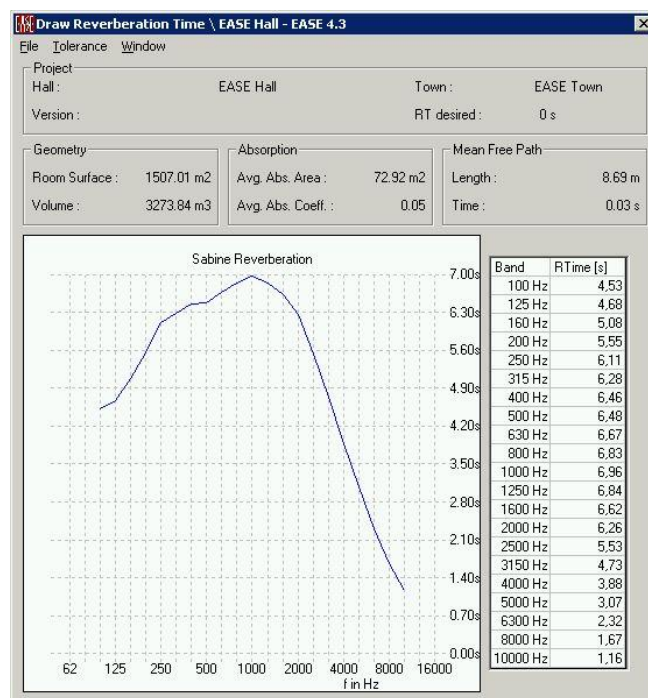 Draw Reverberation Time \ EASE Hall - EASE 4.3
File Tolerance Window
Project
Hall : EASE Hall Town : EASE Town
Version : RT desired : 0 s
Geometry Absorption Mean Free Path
Room Surface : 1507.01 m2 Avg. Abs. Area : 72.92 m2 Length : 8.69 m
Volume : 3273.84 m3 Avg. Abs. Coeff. : 0.05 Time : 0.03 s
Sabine Reverberation
7.00s
6.30s
5.60s
4.90s
4.20s
3.50s
2.80s
2.10s
1.40s
0.70s
0.00s
62 125 250 500 1000 2000 4000 8000 16000
f in Hz
Band RTime [s]
100 Hz 4,53
125 Hz 4,68
160 Hz 5,08
200 Hz 5,55
250 Hz 6,11
315 Hz 6,28
400 Hz 6,46
500 Hz 6,48
630 Hz 6,67
800 Hz 6,83
1000 Hz 6,96
1250 Hz 6,84
1600 Hz 6,62
2000 Hz 6,26
2500 Hz 5,53
3150 Hz 4,73
4000 Hz 3,88
5000 Hz 3,07
6300 Hz 2,32
8000 Hz 1,67
10000 Hz 1,16